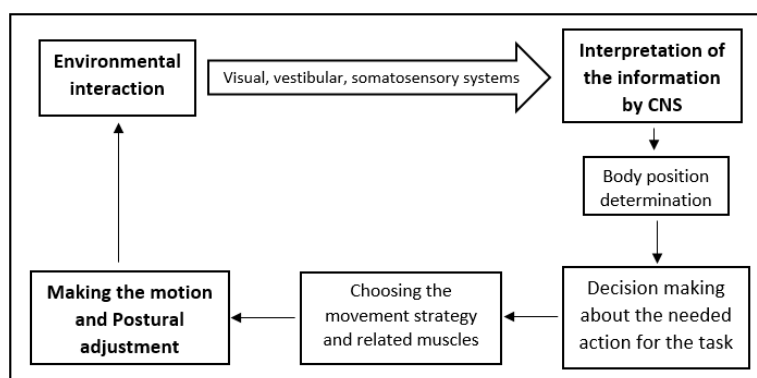 Environmental
interaction
Visual, vestibular, somatosensory systems
Interpretation of
the information
by CNS
Body position
determination
Decision making
about the needed
action for the task
Choosing the
movement strategy
and related muscles
Making the motion
and Postural
adjustment